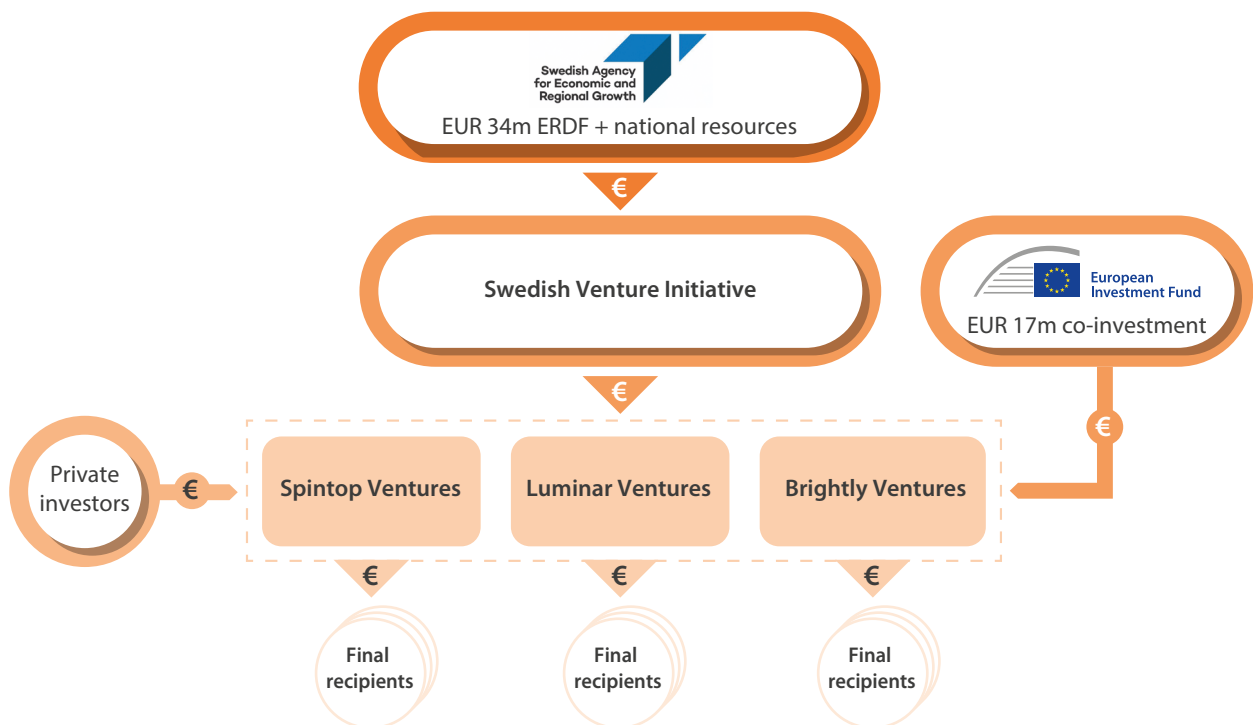 Swedish Agency
for Economic and
Regional Growth
EUR 34m ERDF + national resources
€
Swedish Venture Initiative
European
Investment Fund
EUR 17m co-investment
€
€
Private
investors
€
Spintop Ventures
Luminar Ventures
Brightly Ventures
€
€
€
Final
recipients
Final
recipients
Final
recipients